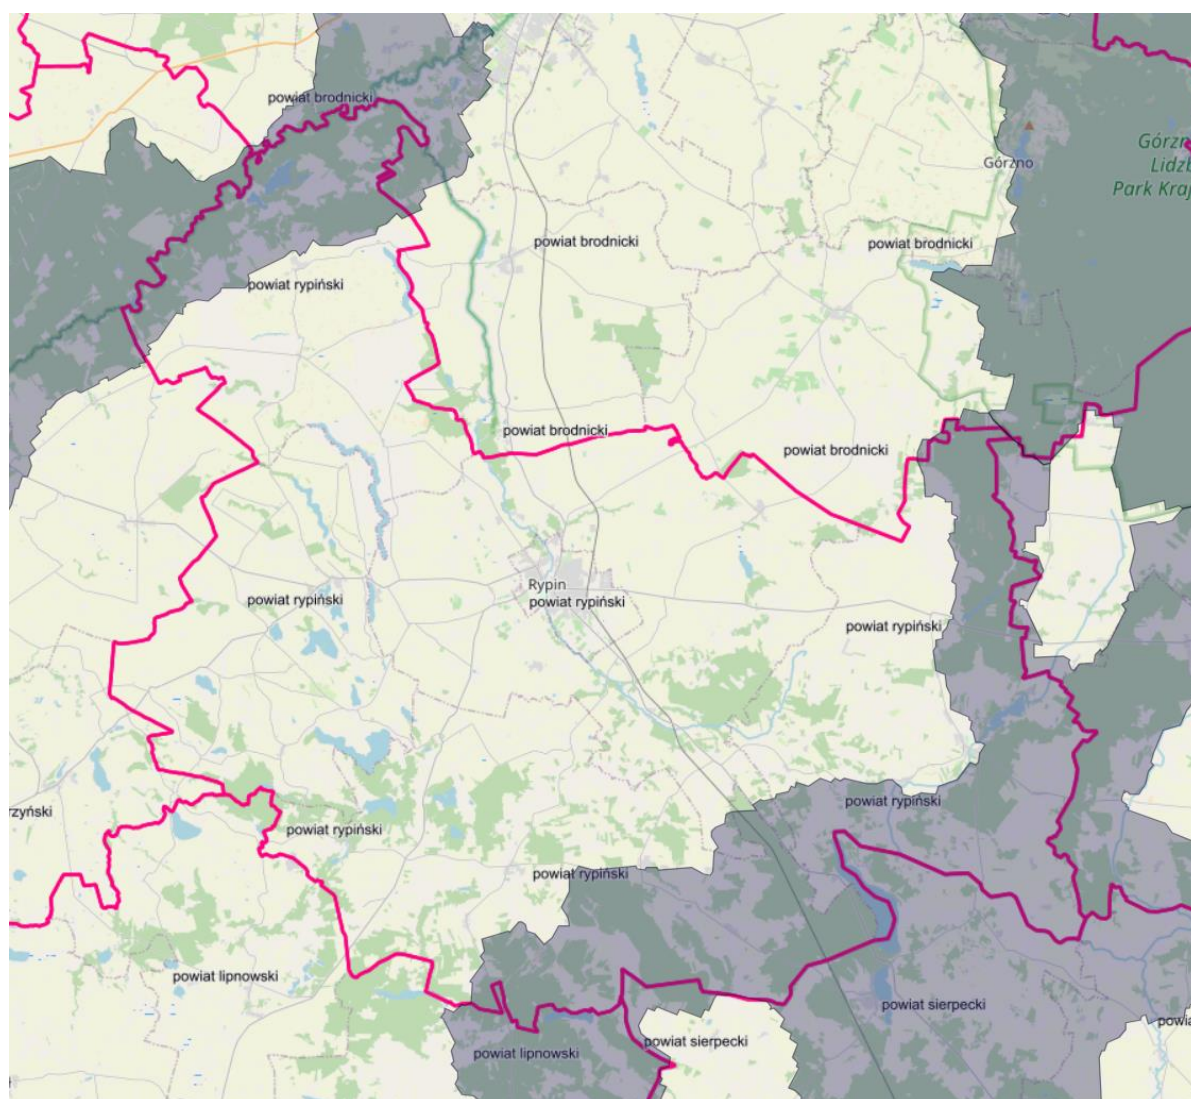 powiat brodnicki
Górzn
Lidzb
Park Kraj
Górzno
powiat brodnicki
powiat brodnicki
powiat rypiński
powiat brodnicki
powiat brodnicki
Rypin
powiat rypiński
powiat rypiński
powiat rypiński
powiat rypiński
rzyński
powiat rypiński
powiat rypiński
powiat lipnowski
powiat sierpecki
powia
powiat sierpecki
powiat lipnowski